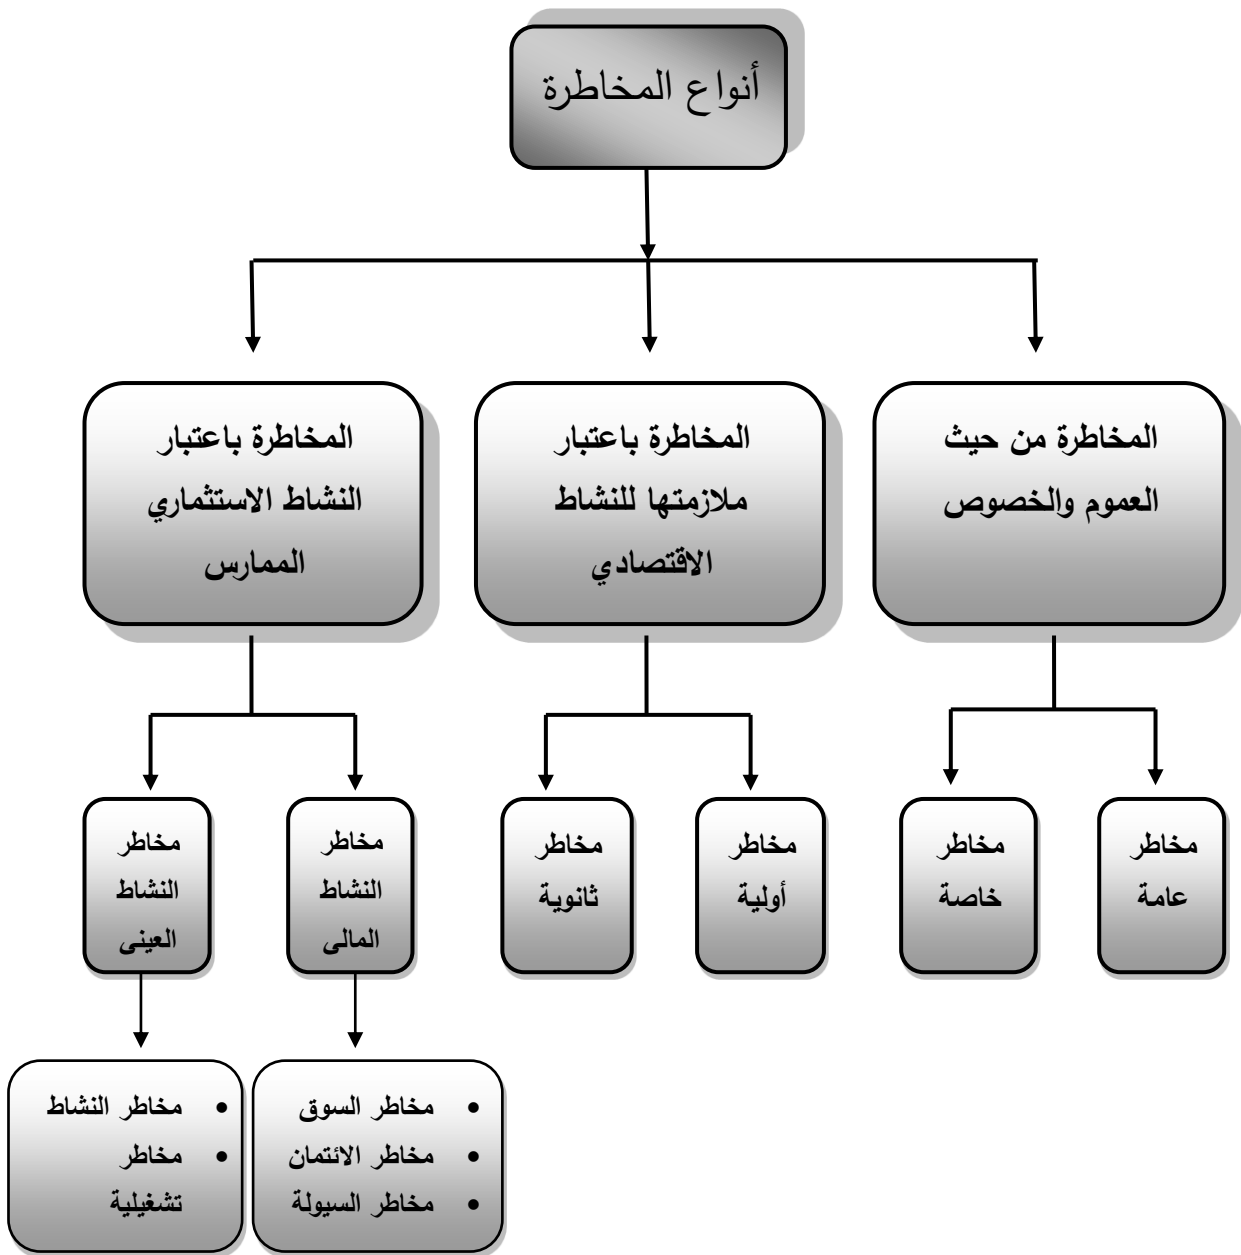 أنواع المخاطرة
المخاطرة من حيث
العموم والخصوص
المخاطرة باعتبار
ملازمتها للنشاط
الاقتصادي
المخاطرة باعتبار
النشاط الاستثماري
الممارس
مخاطر
عامة
مخاطر
خاصة
مخاطر
أولية
مخاطر
ثانوية
مخاطر
النشاط
المالى
مخاطر
النشاط
العينى
• مخاطر السوق
• مخاطر الائتمان
• مخاطر السيولة
• مخاطر النشاط
• مخاطر
تشغيلية